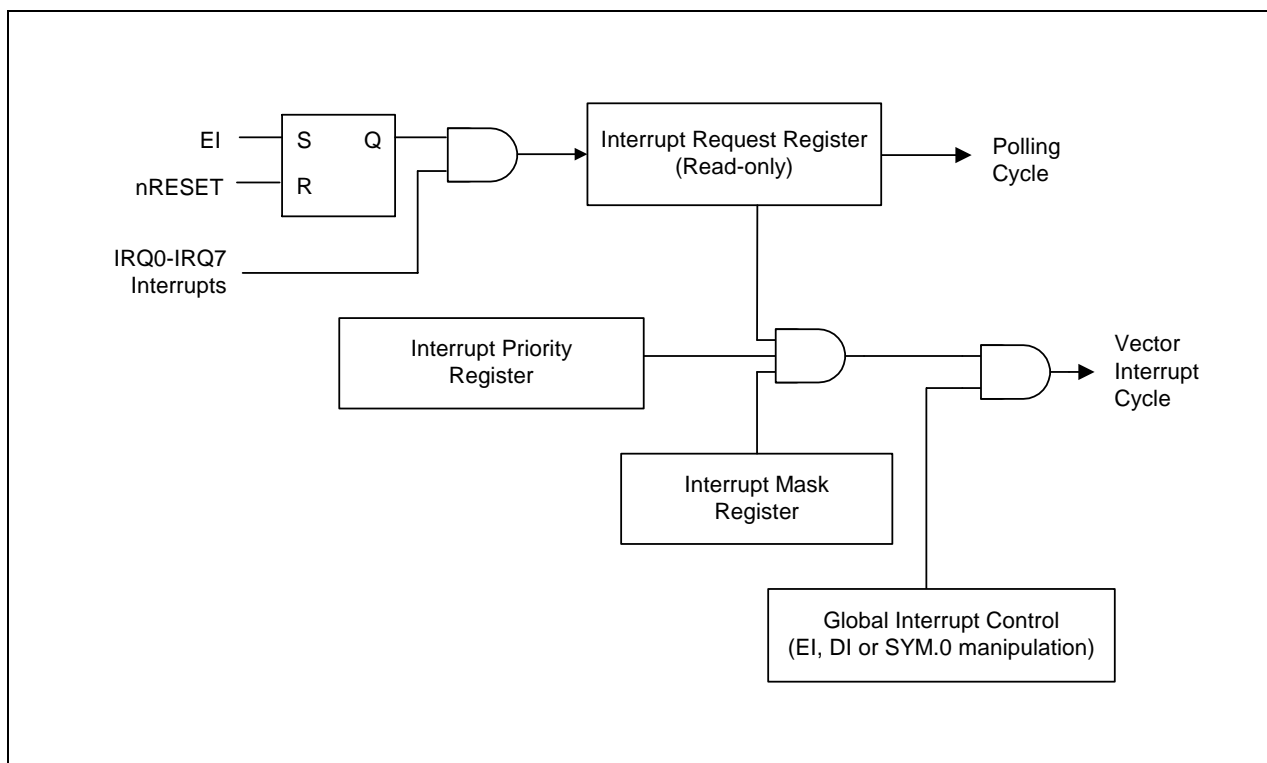 EI
S
Q
nRESET
R
IRQ0-IRQ7
Interrupts
Interrupt Request Register
(Read-only)
Polling
Cycle
Interrupt Priority
Register
Vector
Interrupt
Cycle
Interrupt Mask
Register
Global Interrupt Control
(EI, DI or SYM.0 manipulation)